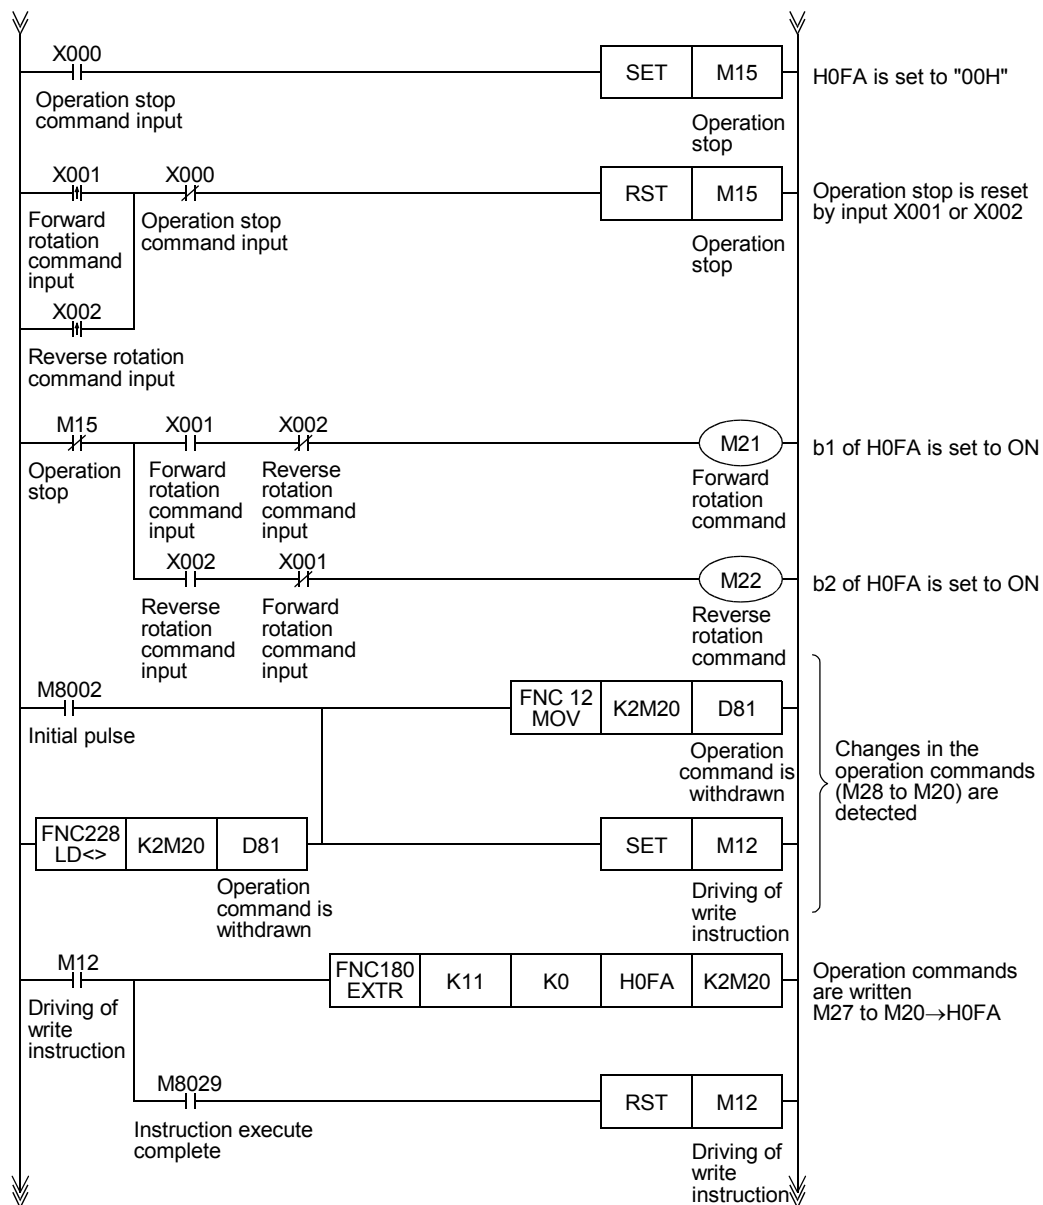 X000
SET M15
H0FA is set to "00H"
Operation stop
command input
Operation
stop
X001 X000
RST M15
Operation stop is reset
by input X001 or X002
Forward
rotation
command
input
Operation stop
command input
Operation
stop
X002
Reverse rotation
command input
M15 X001 X002
M21
b1 of H0FA is set to ON
Operation
stop
Forward
rotation
command
input
Reverse
rotation
command
input
Forward
rotation
command
X002 X001
M22
b2 of H0FA is set to ON
Reverse
rotation
command
input
Forward
rotation
command
input
Reverse
rotation
command
M8002
FNC 12
MOV
K2M20 D81
Initial pulse
Operation
command is
withdrawn
Changes in the
operation commands
(M28 to M20) are
detected
FNC228
LD<>
K2M20 D81
SET M12
Operation
command is
withdrawn
Driving of
write
instruction
M12
FNC180
EXTR
K11 K0 H0FA K2M20
Operation commands
are written
M27 to M20→H0FA
Driving of
write
instruction
M8029
RST M12
Instruction execute
complete
Driving of
write
instruction